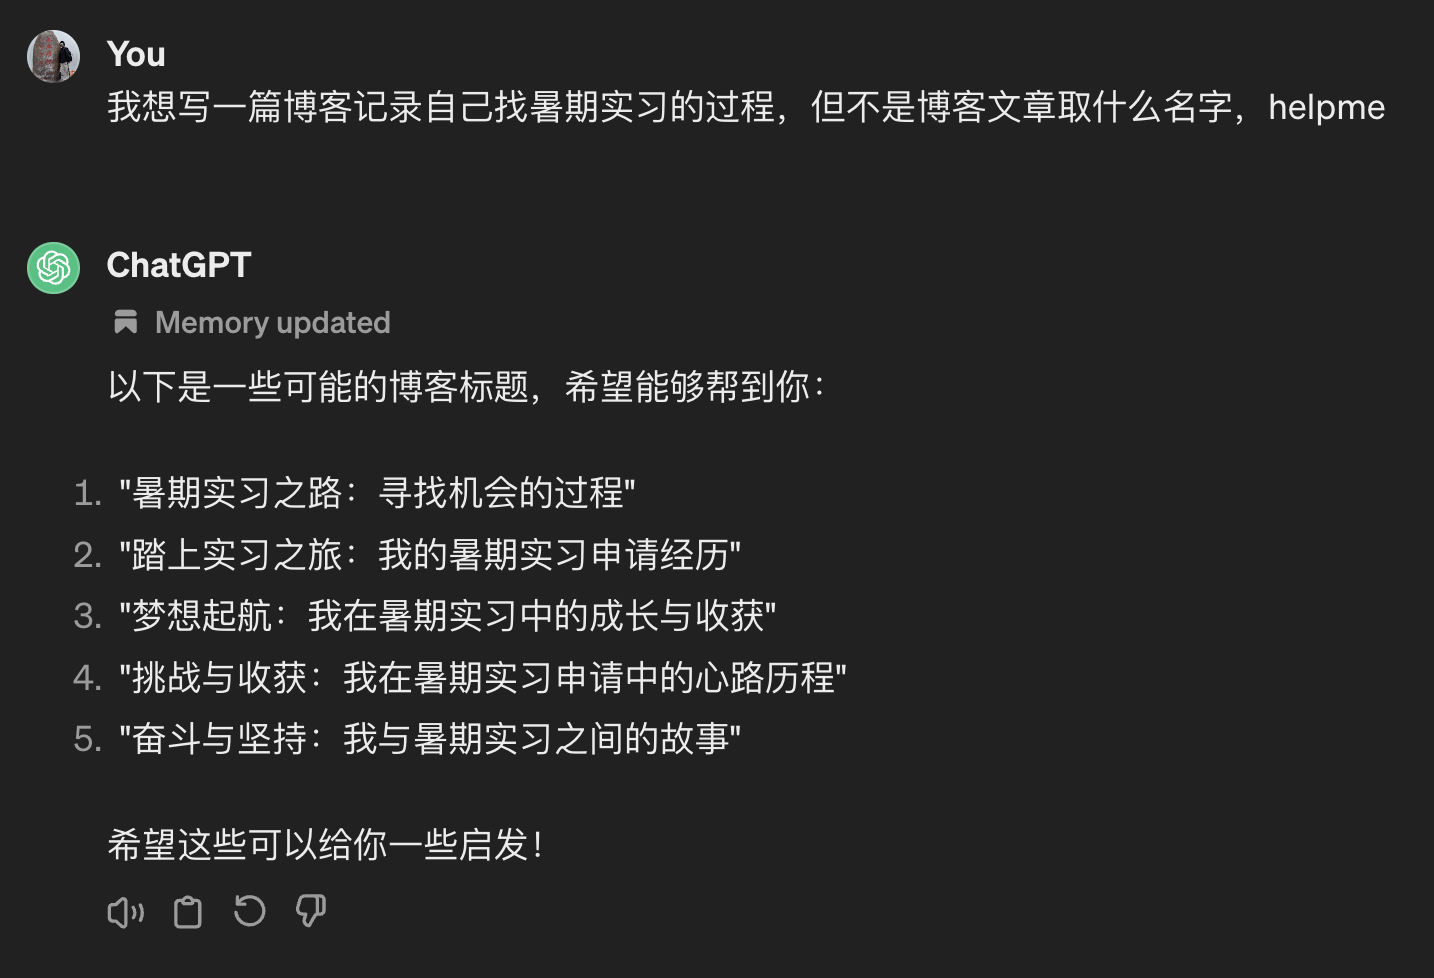 You
我想写一篇博客记录自己找暑期实习的过程，但不是博客文章取什么名字，helpme
ChatGPT
Memory updated
以下是一些可能的博客标题，希望能够帮到你：
1. "暑期实习之路：寻找机会的过程"
2. "踏上实习之旅：我的暑期实习申请经历"
3. "梦想起航：我在暑期实习中的成长与收获"
4. "挑战与收获：我在暑期实习申请中的心路历程"
5. "奋斗与坚持：我与暑期实习之间的故事"
希望这些可以给你一些启发！